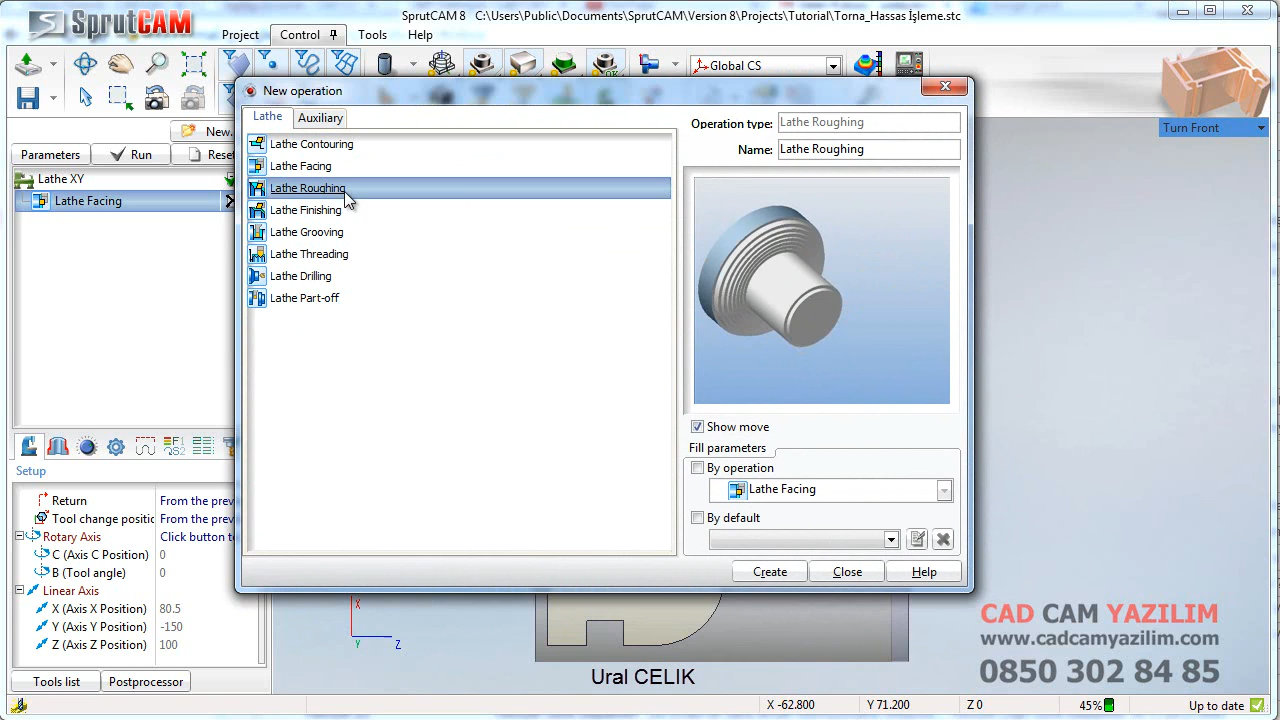 SprutCAM
SprutCAM 8 C:\Users\Public\Documents\SprutCAM\Version 8\Projects\Tutorial\Torna_Hassas İşleme.stc
Project
Control
Tools
Help
Global CS
Turn Front
New...
Parameters
Run
Reset
Lathe XY
Lathe Facing
New operation
Lathe
Auxiliary
Lathe Contouring
Lathe Facing
Lathe Roughing
Lathe Finishing
Lathe Grooving
Lathe Threading
Lathe Drilling
Lathe Part-off
Operation type: Lathe Roughing
Name: Lathe Roughing
Show move
Fill parameters
By operation
Lathe Facing
By default
Create
Close
Help
Setup
Return From the prev
Tool change positic From the prev
Rotary Axis Click button to
C (Axis C Position) 0
B (Tool angle) 0
Linear Axis
X (Axis X Position) 80.5
Y (Axis Y Position) -150
Z (Axis Z Position) 100
Tools list
Postprocessor
X
Y
Z
Ural CELIK
CAD CAM YAZILIM
www.cadcamyazilim.com
0850 302 84 85
X -62.800
Y 71.200
Z 0
45%
Up to date